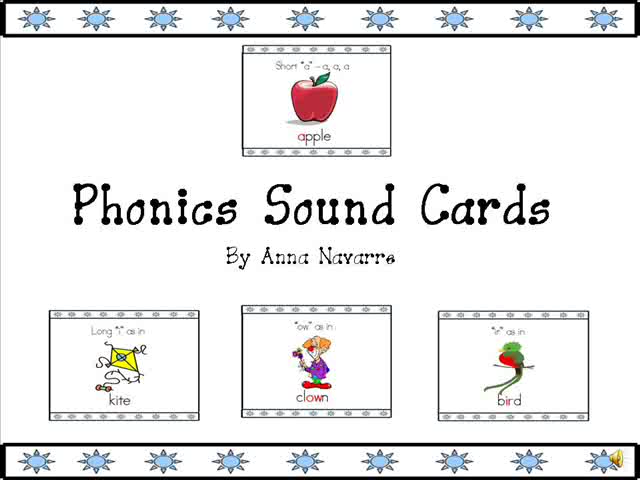 Short "a" – a, a, a
apple
Phonics Sound Cards
By Anna Navarre
Long "i" as in
kite
"ow" as in
clown
"ir" as in
bird